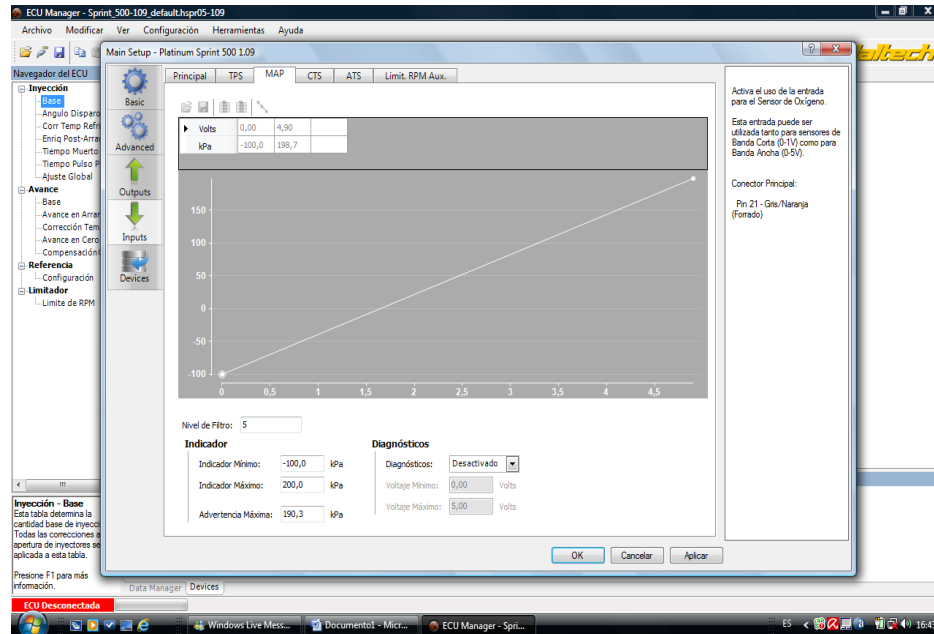 ECU Manager - Sprint_500-109_default.hspr05-109
Archivo Modificar Ver Configuración Herramientas Ayuda
Main Setup - Platinum Sprint 500 1.09
Navegador del ECU
Inyección
Base
Angulo Disparo
Corr Temp Refri
Enriq Post-Arra
Tiempo Muerto
Tiempo Pulso P
Ajuste Global
Avance
Base
Avance en Arran
Corrección Tem
Avance en Cero
Compensación
Referencia
Configuración
Limitador
Limite de RPM
Inyección - Base
Esta tabla determina la
cantidad base de inyecci
Todas las correcciones a
apertura de inyectores se
aplicada a esta tabla.
Presione F1 para más
información.
Basic
Advanced
Outputs
Inputs
Devices
Principal TPS MAP CTS ATS Limit. RPM Aux.
Volts 0,00 4,90
kPa -100,0 198,7
150
100
50
0
-50
-100
0 0,5 1 1,5 2 2,5 3 3,5 4 4,5
Nivel de Filtro: 5
Indicador
Indicador Mínimo: -100,0 kPa
Indicador Máximo: 200,0 kPa
Advertencia Máxima: 190,3 kPa
Diagnósticos
Diagnósticos: Desactivado
Voltaje Mínimo: 0,00 Volts
Voltaje Máximo: 5,00 Volts
Activa el uso de la entrada
para el Sensor de Oxígeno.
Esta entrada puede ser
utilizada tanto para sensores de
Banda Corta (0-1V) como para
Banda Ancha (0-5V).
Conector Principal:
Pin 21 - Gris/Naranja
(Forrado)
OK Cancelar Aplicar
Data Manager Devices
ECU Desconectada
Windows Live Mess... Documento1 - Micr... ECU Manager - Spri... ES 16:43